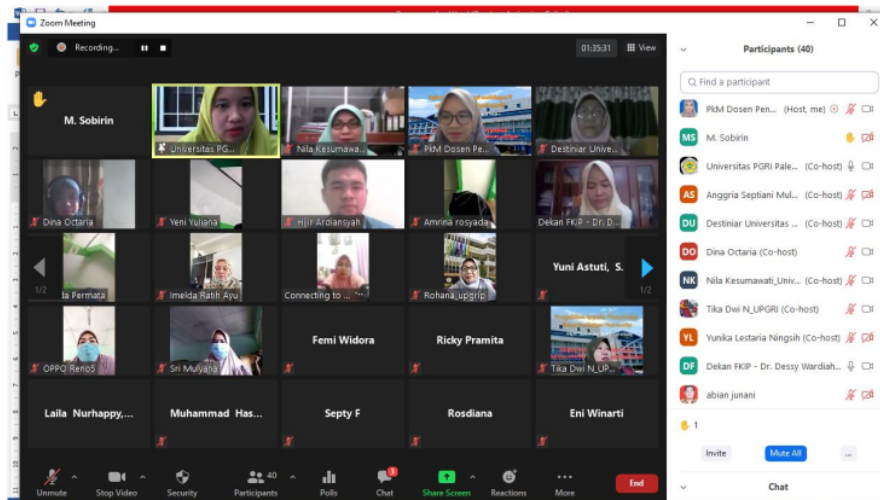 Zoom Meeting
Recording...
01:35:31
View
M. Sobirin
Universitas PG...
Nila Kesumawa...
PkM Dosen Pe...
Destiniar Unive...
Dina Octaria
Yeni Yuliana
Hijir Ardiansyah
Amrina rosyada
Dekan FKIP - Dr. D...
1/2
da Permata
Imelda Ratih Ayu
Connecting to ...
Rohana_upgrip
Yuni Astuti, S.
1/2
OPPO Reno5
Sri Mulyana
Femi Widora
Ricky Pramita
Tika Dwi N_UP...
Laila Nurhappy,...
Muhammad Has...
Septy F
Rosdiana
Eni Winarti
Unmute
Stop Video
Security
40
Participants
Polls
3
Chat
Share Screen
Reactions
More
End
Participants (40)
Find a participant
PkM Dosen Pen... (Host, me)
MS M. Sobirin
Universitas PGRI Pale... (Co-host)
AS Anggria Septiani Mul... (Co-host)
DU Destiniar Universitas ... (Co-host)
DO Dina Octaria (Co-host)
NK Nila Kesumawati_Univ... (Co-host)
Tika Dwi N_UPGRI (Co-host)
YL Yunika Lestaria Ningsih (Co-host)
DF Dekan FKIP - Dr. Dessy Wardiah...
abian junani
1
Invite
Mute All
...
Chat